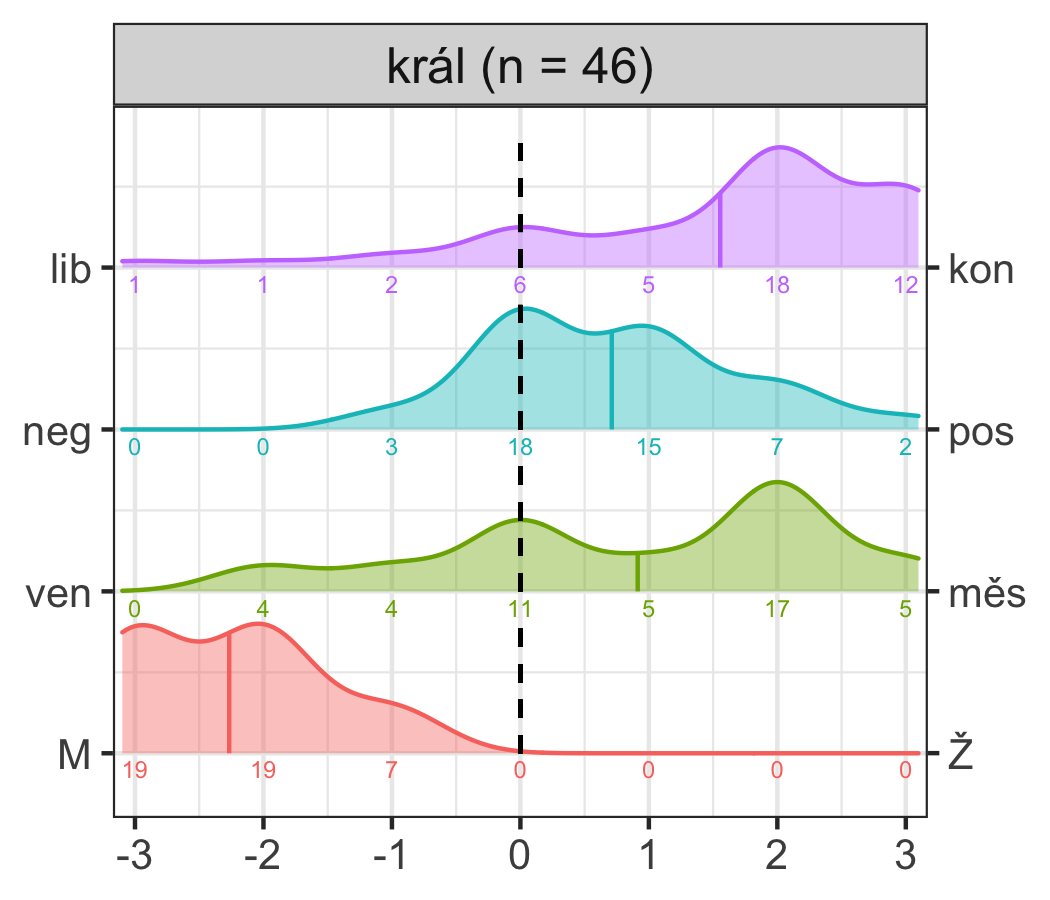 král (n = 46)
lib kon
1 1 2 6 5 18 12
neg pos
0 0 3 18 15 7 2
ven měs
0 4 4 11 5 17 5
M Ž
19 19 7 0 0 0 0
-3 -2 -1 0 1 2 3